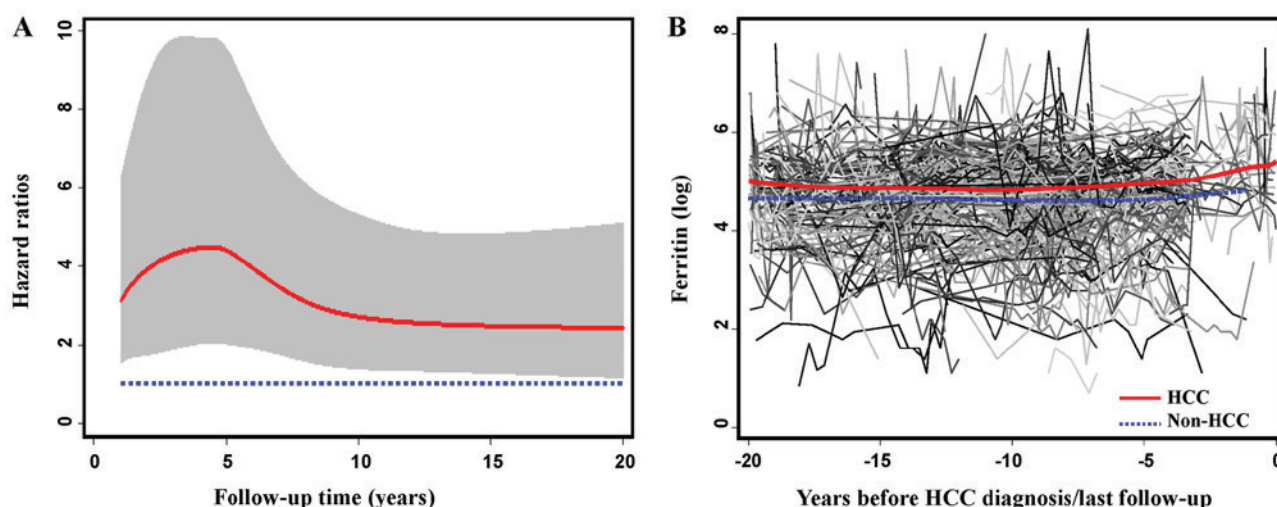 A
Hazard ratios
10
8
6
4
2
0
0 5 10 15 20
Follow-up time (years)
B
Ferritin (log)
8
6
4
2
0
HCC
Non-HCC
-20 -15 -10 -5 0
Years before HCC diagnosis/last follow-up